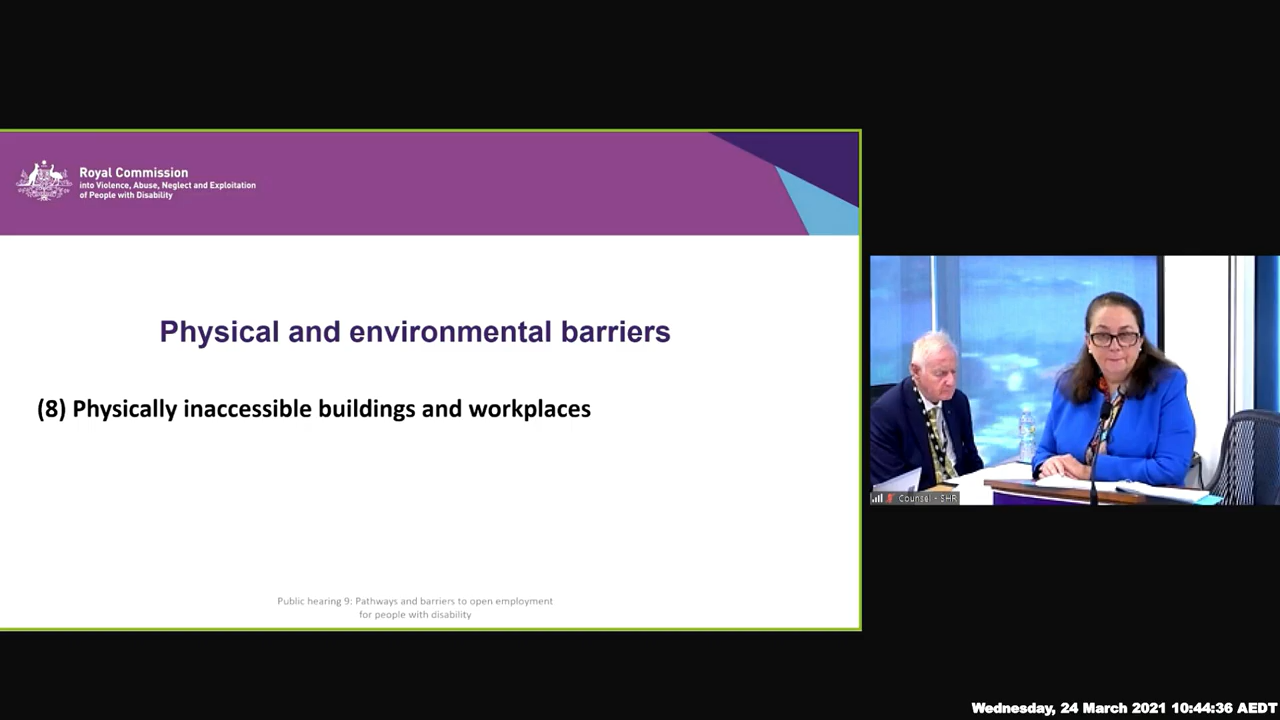 Royal Commission
into Violence, Abuse, Neglect and Exploitation
of People with Disability
Physical and environmental barriers
(8) Physically inaccessible buildings and workplaces
Public hearing 9: Pathways and barriers to open employment
for people with disability
Counsel - SHR
Wednesday, 24 March 2021 10:44:36 AEDT